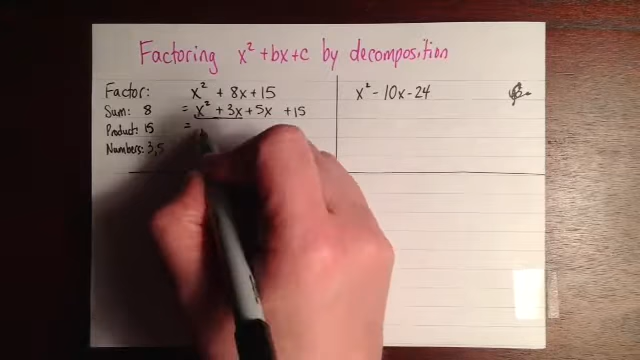 Factoring x² + bx + c by decomposition
Factor: x² + 8x + 15
Sum: 8 = x² + 3x + 5x + 15
Product: 15 =
Numbers: 3,5
x² - 10x - 24